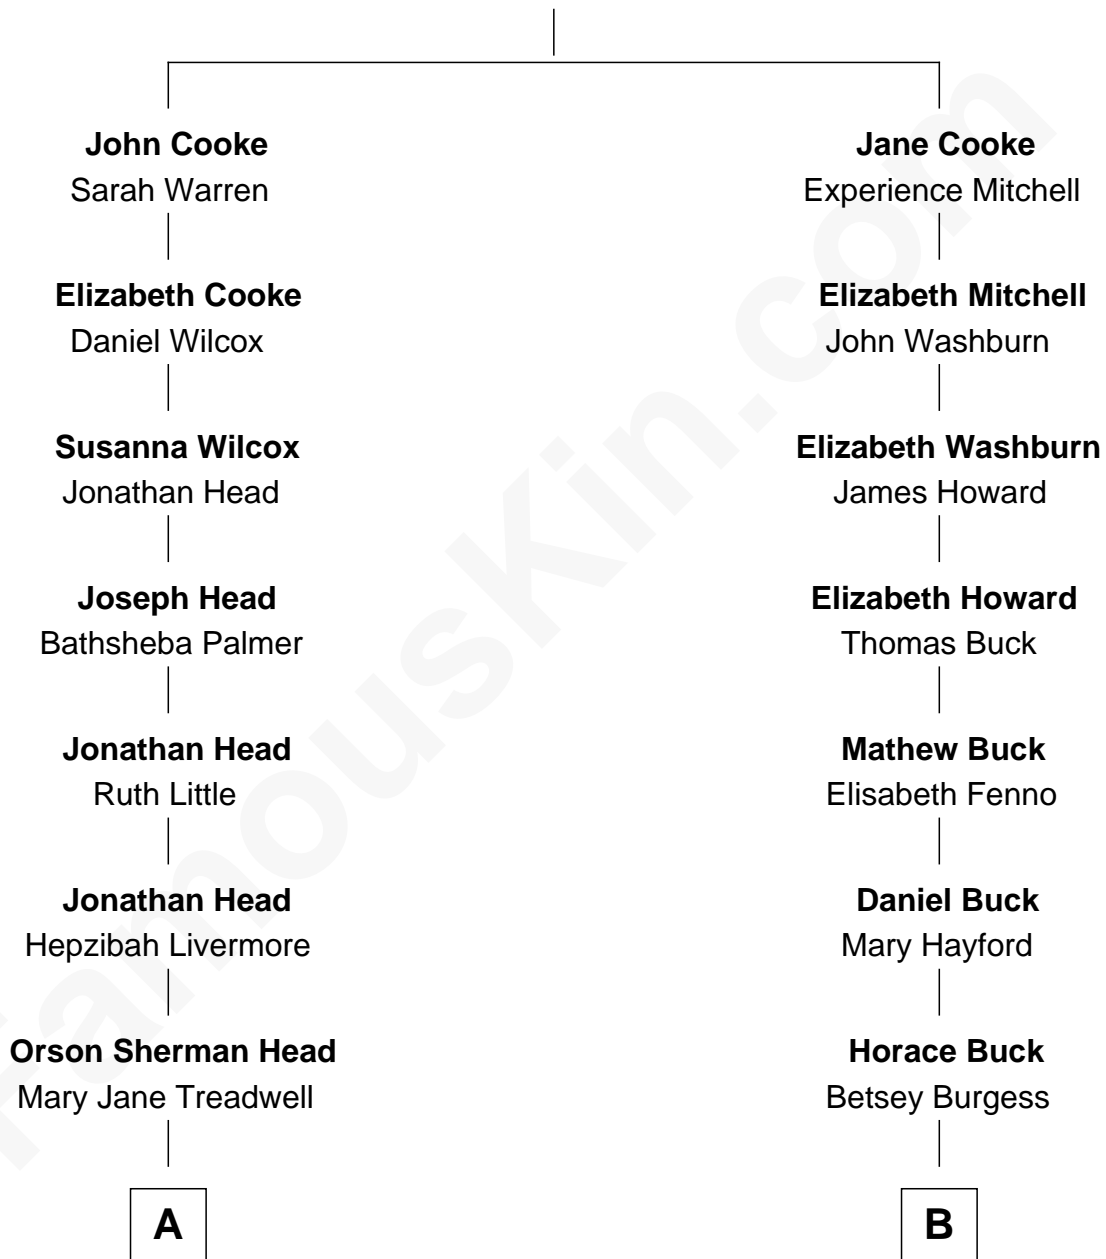 John Cooke
Sarah Warren
Jane Cooke
Experience Mitchell
Elizabeth Cooke
Daniel Wilcox
Elizabeth Mitchell
John Washburn
Susanna Wilcox
Jonathan Head
Elizabeth Washburn
James Howard
Joseph Head
Bathsheba Palmer
Elizabeth Howard
Thomas Buck
Jonathan Head
Ruth Little
Mathew Buck
Elisabeth Fenno
Jonathan Head
Hepzibah Livermore
Daniel Buck
Mary Hayford
Orson Sherman Head
Mary Jane Treadwell
Horace Buck
Betsey Burgess
A
B
FamousKin.com